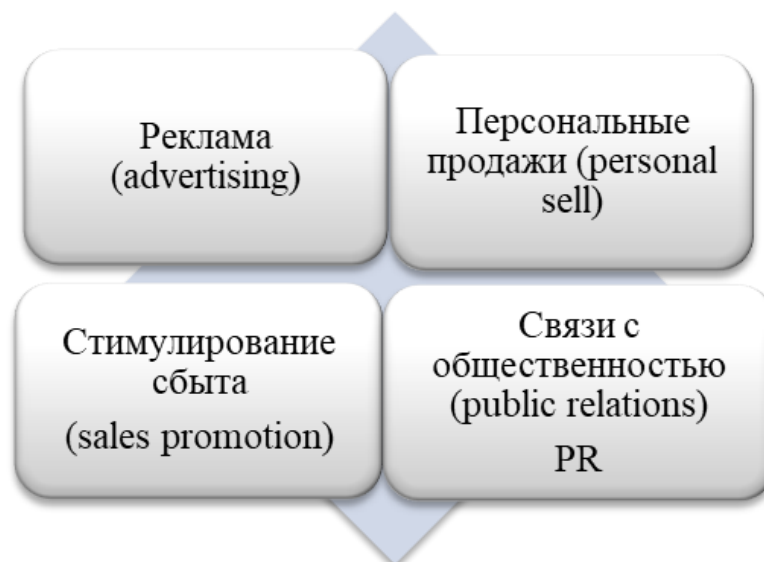 Реклама
(advertising)
Персональные
продажи (personal
sell)
Стимулирование
сбыта
(sales promotion)
Связи с
общественностью
(public relations)
PR